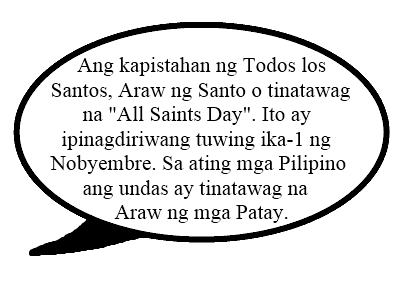 Ang kapistahan ng Todos los
Santos, Araw ng Santo o tinatawag
na "All Saints Day". Ito ay
ipinagdiriwang tuwing ika-1 ng
Nobyembre. Sa ating mga Pilipino
ang undas ay tinatawag na
Araw ng mga Patay.